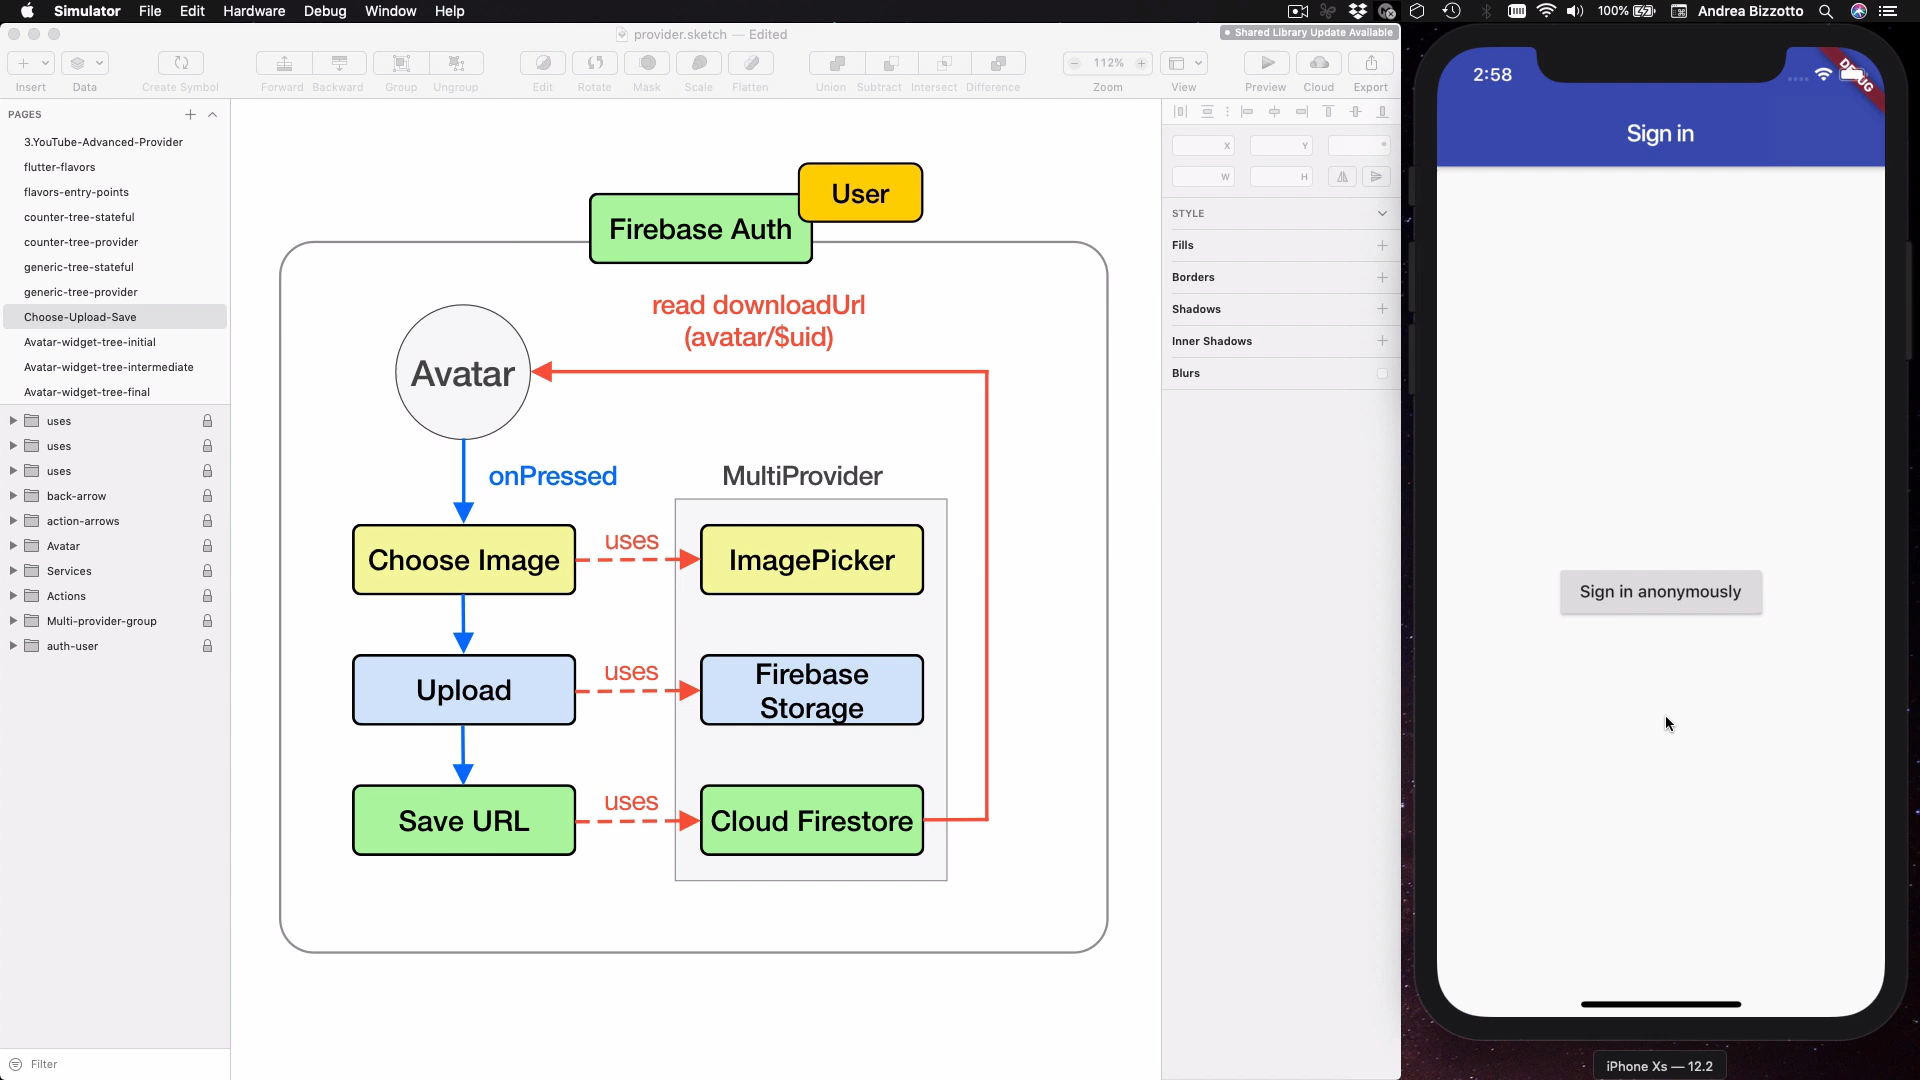 Simulator File Edit Hardware Debug Window Help
100% Andrea Bizzotto
provider.sketch — Edited
Shared Library Update Available
112%
Insert Data Create Symbol Forward Backward Group Ungroup Edit Rotate Mask Scale Flatten Union Subtract Intersect Difference Zoom View Preview Cloud Export
PAGES
3.YouTube-Advanced-Provider
flutter-flavors
flavors-entry-points
counter-tree-stateful
counter-tree-provider
generic-tree-stateful
generic-tree-provider
Choose-Upload-Save
Avatar-widget-tree-initial
Avatar-widget-tree-intermediate
Avatar-widget-tree-final
uses
uses
uses
back-arrow
action-arrows
Avatar
Services
Actions
Multi-provider-group
auth-user
Filter
User
Firebase Auth
read downloadUrl
(avatar/$uid)
Avatar
onPressed
MultiProvider
Choose Image
uses
ImagePicker
Upload
uses
Firebase
Storage
Save URL
uses
Cloud Firestore
X Y °
W H
STYLE
Fills
Borders
Shadows
Inner Shadows
Blurs
2:58
DEBUG
Sign in
Sign in anonymously
iPhone Xs — 12.2